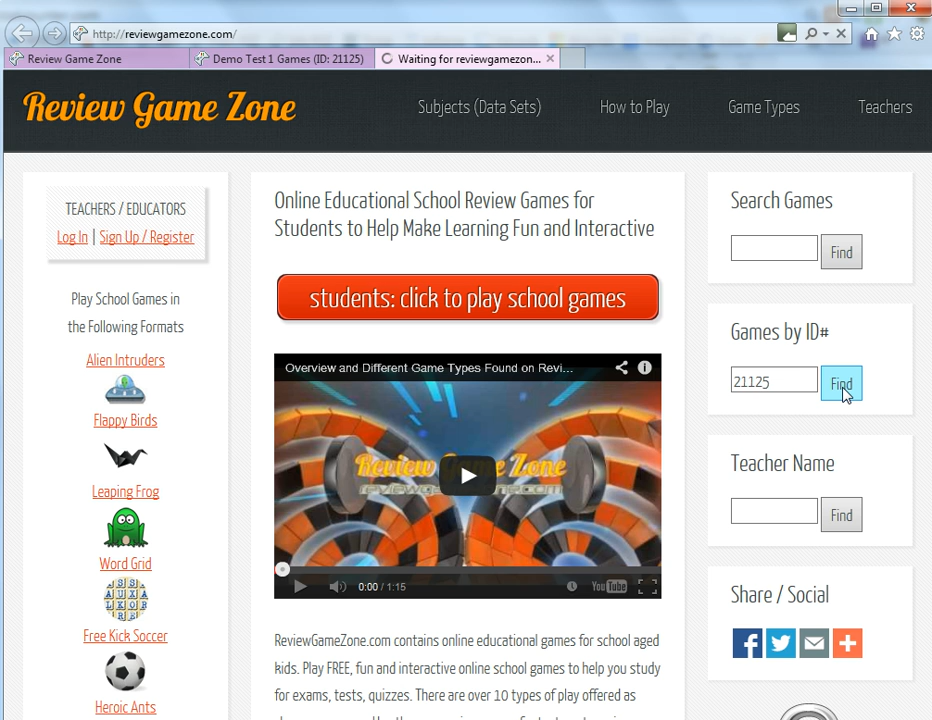 http://reviewgamezone.com/
Review Game Zone
Demo Test 1 Games (ID: 21125)
Waiting for reviewgamezon...
Review Game Zone
Subjects (Data Sets)
How to Play
Game Types
Teachers
TEACHERS / EDUCATORS
Log In | Sign Up / Register
Play School Games in
the Following Formats
Alien Intruders
Flappy Birds
Leaping Frog
Word Grid
Free Kick Soccer
Heroic Ants
Online Educational School Review Games for
Students to Help Make Learning Fun and Interactive
students: click to play school games
Overview and Different Game Types Found on Revi...
Review Game Zone
reviewgamezone.com
0:00 / 1:15
YouTube
ReviewGameZone.com contains online educational games for school aged
kids. Play FREE, fun and interactive online school games to help you study
for exams, tests, quizzes. There are over 10 types of play offered as
Search Games
Find
Games by ID#
21125
Find
Teacher Name
Find
Share / Social